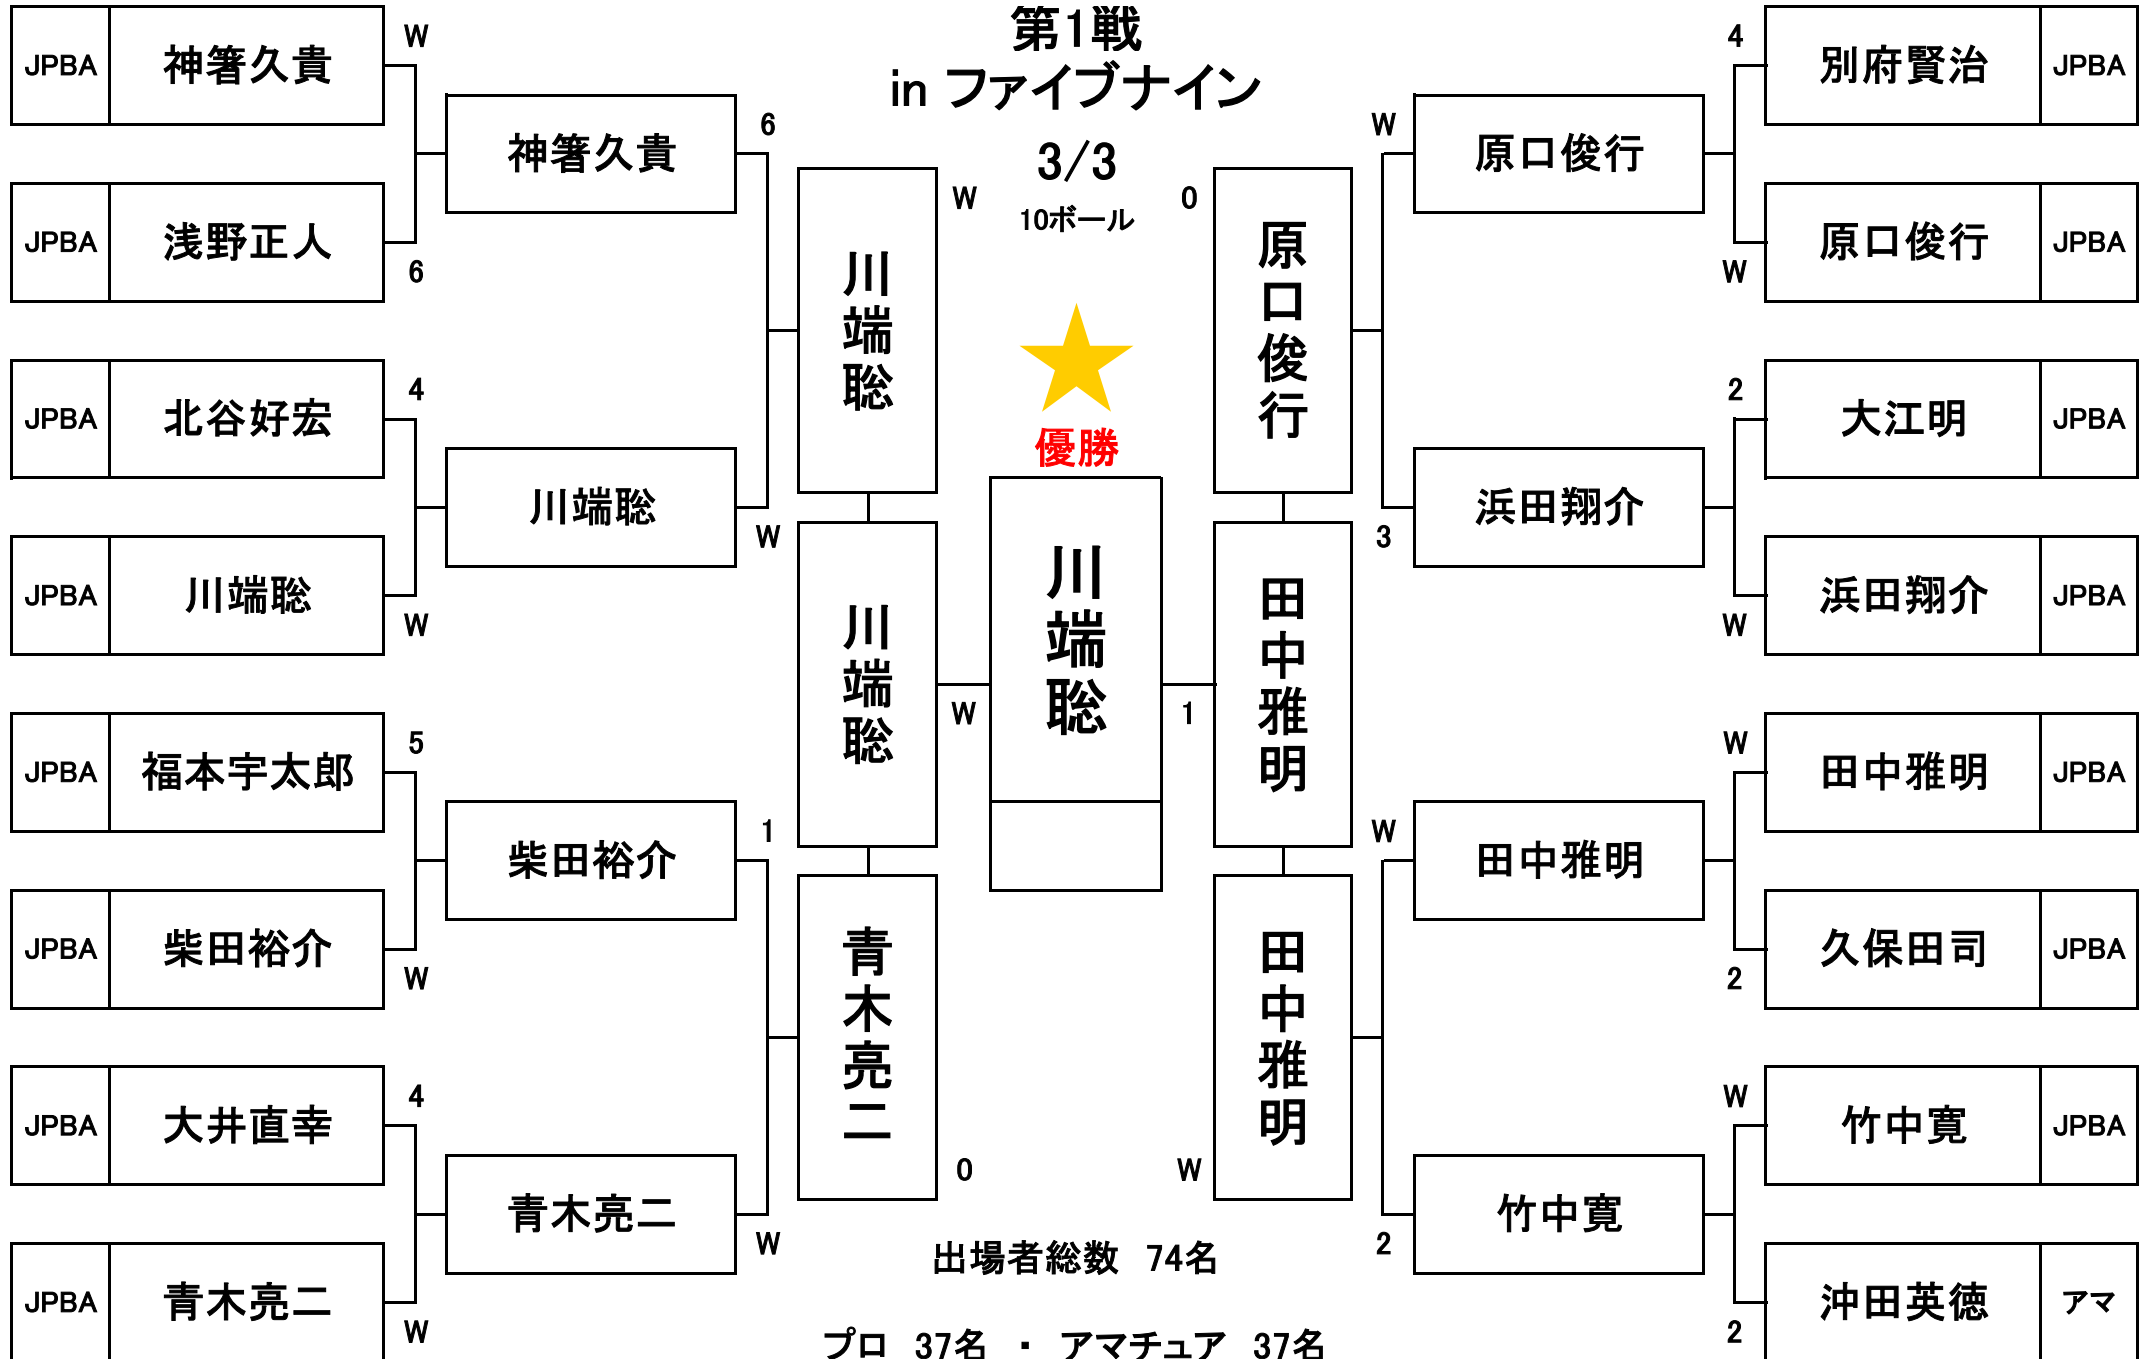 第1戦
in ファイブナイン
3/3
10ボール
優勝
川端聡
JPBA 神箸久貴 W
JPBA 浅野正人 6
JPBA 北谷好宏 4
JPBA 川端聡 W
JPBA 福本宇太郎 5
JPBA 柴田裕介 W
JPBA 大井直幸 4
JPBA 青木亮二 W
神箸久貴 6
川端聡 W
柴田裕介 1
青木亮二 W
川端聡 W
川端聡 W
青木亮二 0
0 原口俊行
1 田中雅明
W 田中雅明
W 原口俊行
3 浜田翔介
W 田中雅明
2 竹中寛
4 別府賢治 JPBA
W 原口俊行 JPBA
2 大江明 JPBA
W 浜田翔介 JPBA
W 田中雅明 JPBA
2 久保田司 JPBA
W 竹中寛 JPBA
2 沖田英徳 アマ
出場者総数 74名
プロ 37名 ・ アマチュア 37名